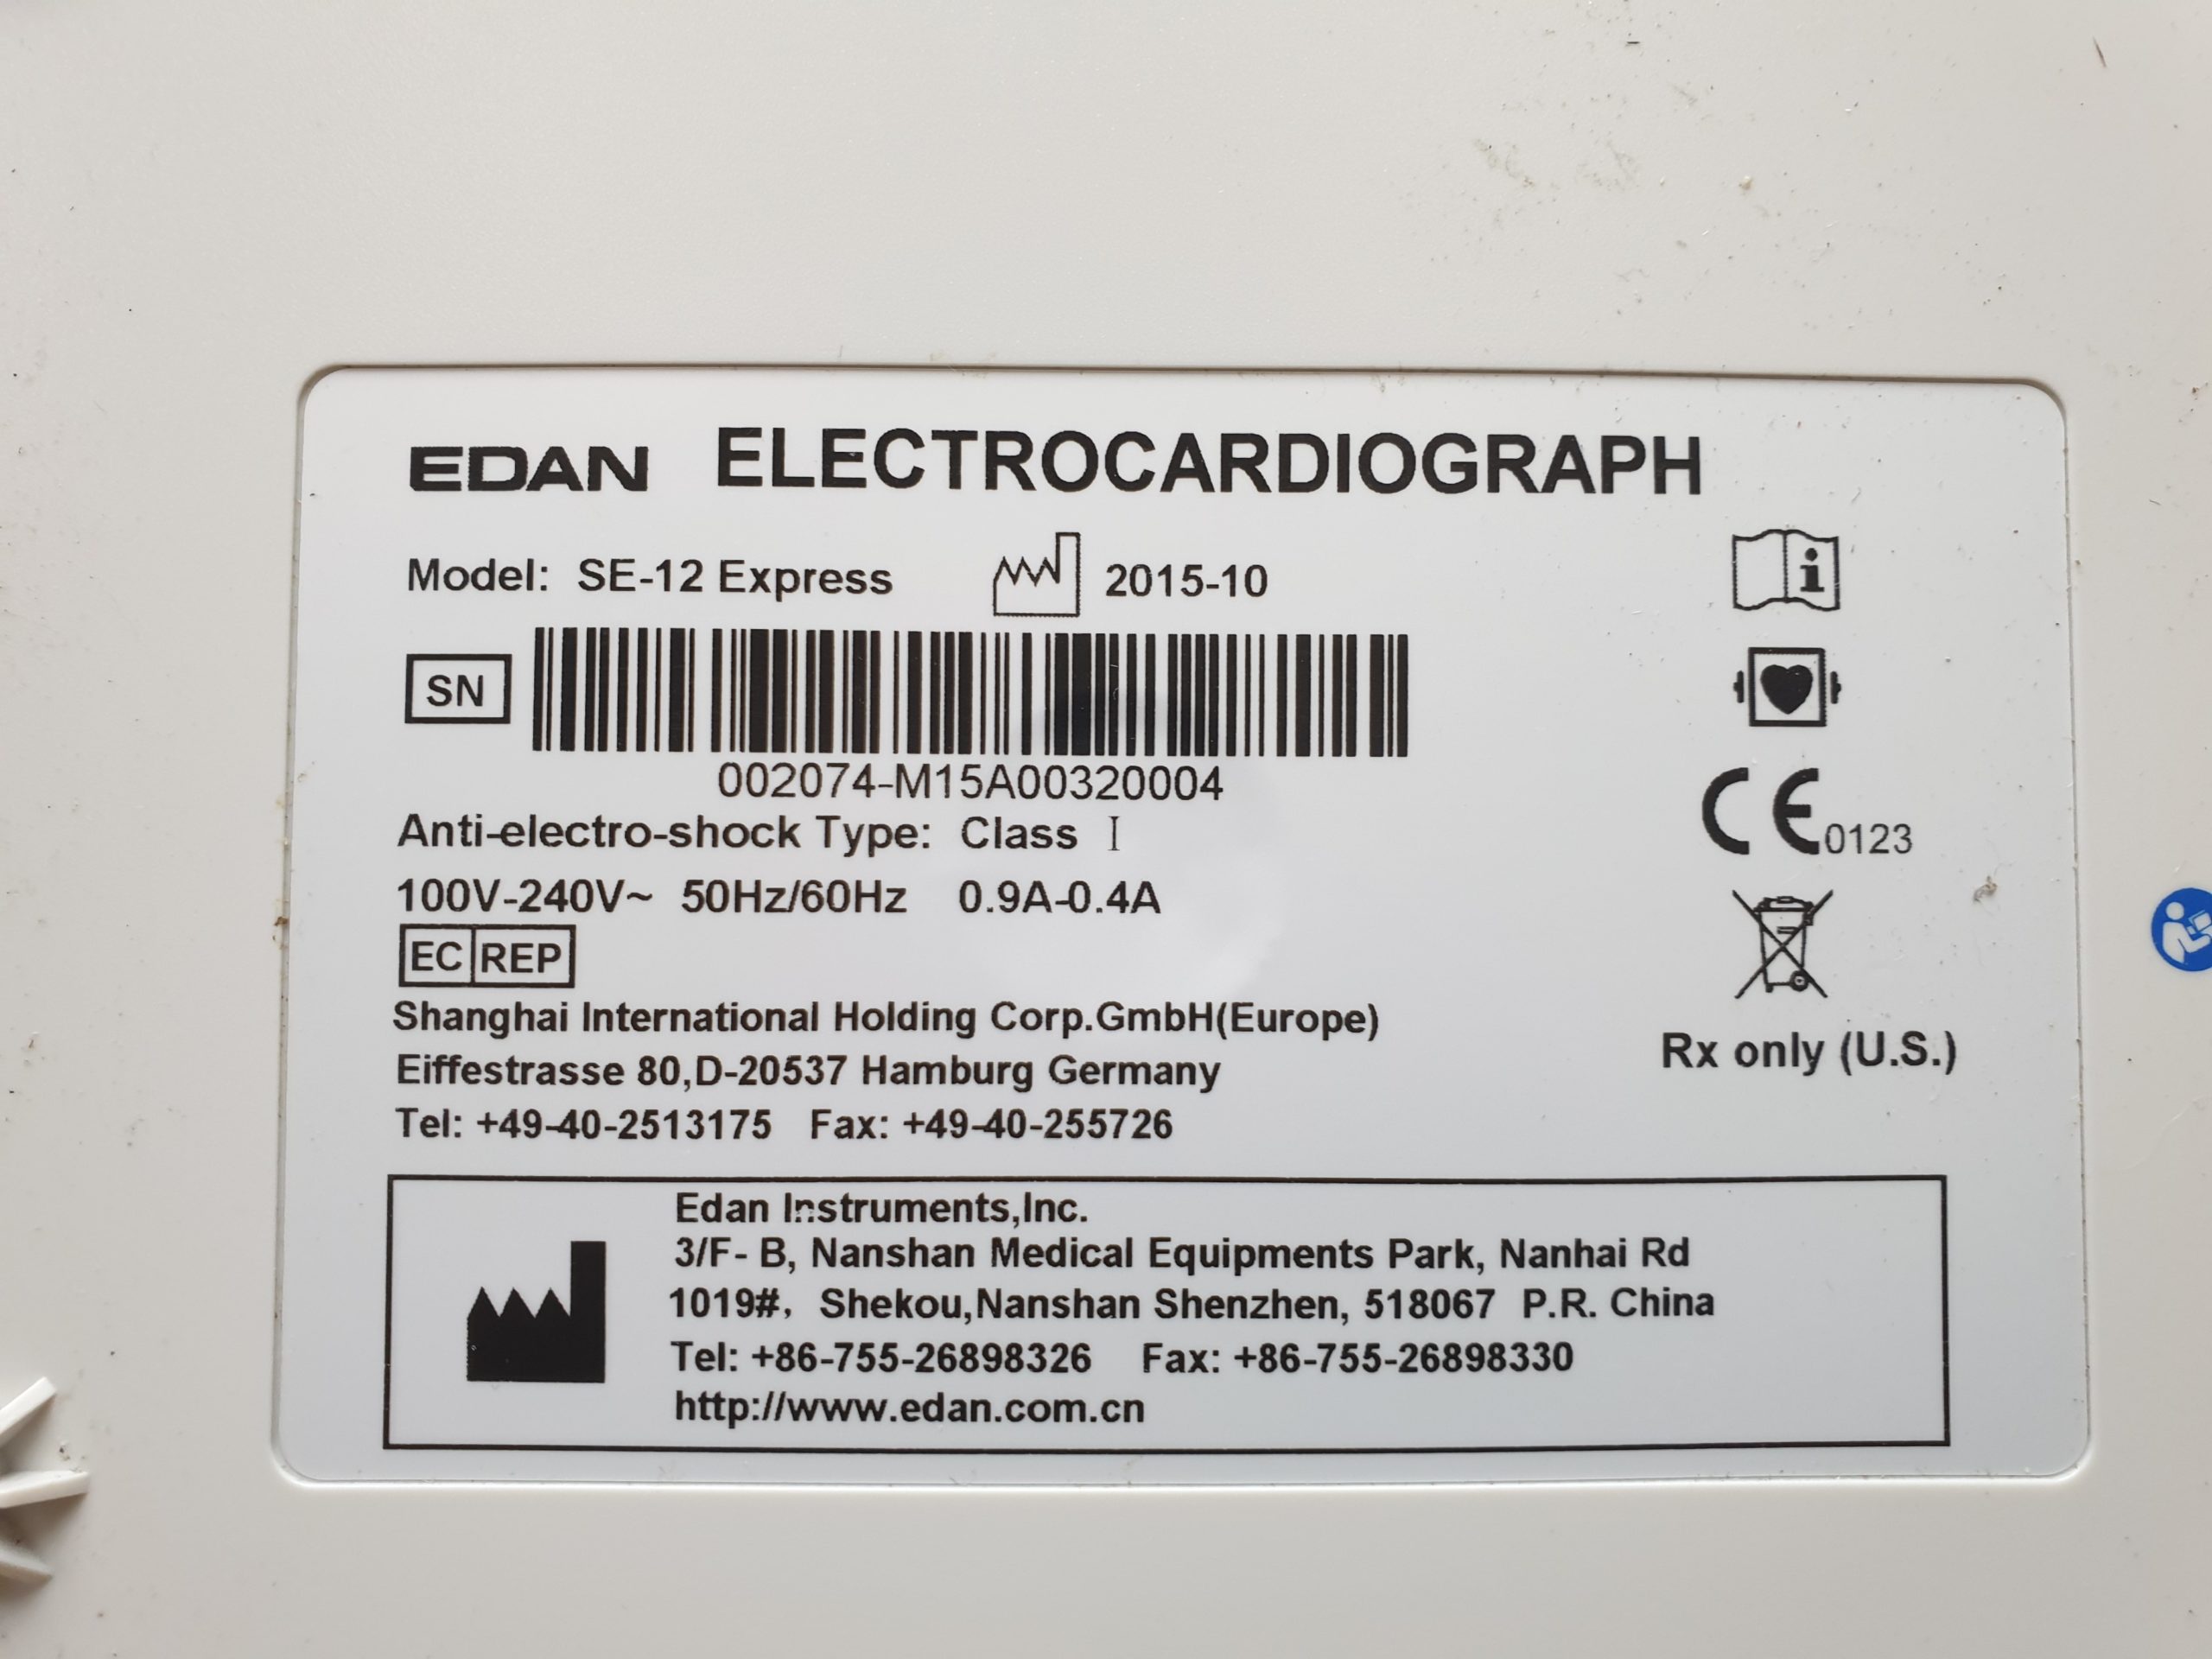 EDAN ELECTROCARDIOGRAPH
Model: SE-12 Express 2015-10
SN
002074-M15A00320004
Anti-electro-shock Type: Class I
100V-240V~ 50Hz/60Hz 0.9A-0.4A
EC REP
Shanghai International Holding Corp.GmbH(Europe)
Eiffestrasse 80,D-20537 Hamburg Germany
Tel: +49-40-2513175 Fax: +49-40-255726
i
CE0123
Rx only (U.S.)
Edan Instruments,Inc.
3/F- B, Nanshan Medical Equipments Park, Nanhai Rd
1019#, Shekou,Nanshan Shenzhen, 518067 P.R. China
Tel: +86-755-26898326 Fax: +86-755-26898330
http://www.edan.com.cn